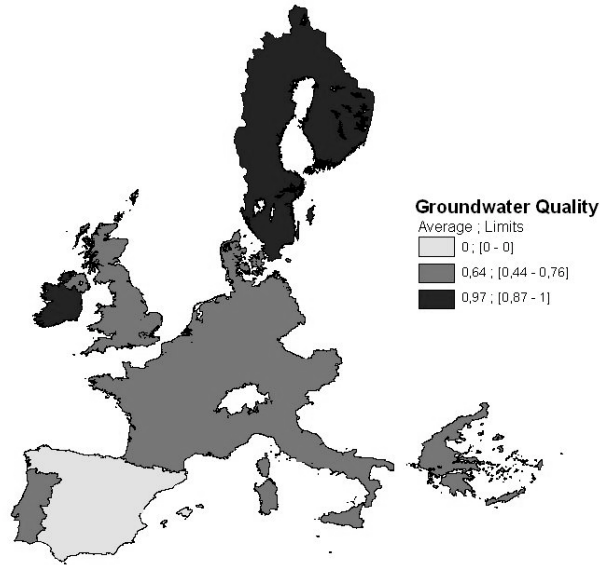 Groundwater Quality
Average ; Limits
0 ; [0 - 0]
0,64 ; [0,44 - 0,76]
0,97 ; [0,87 - 1]